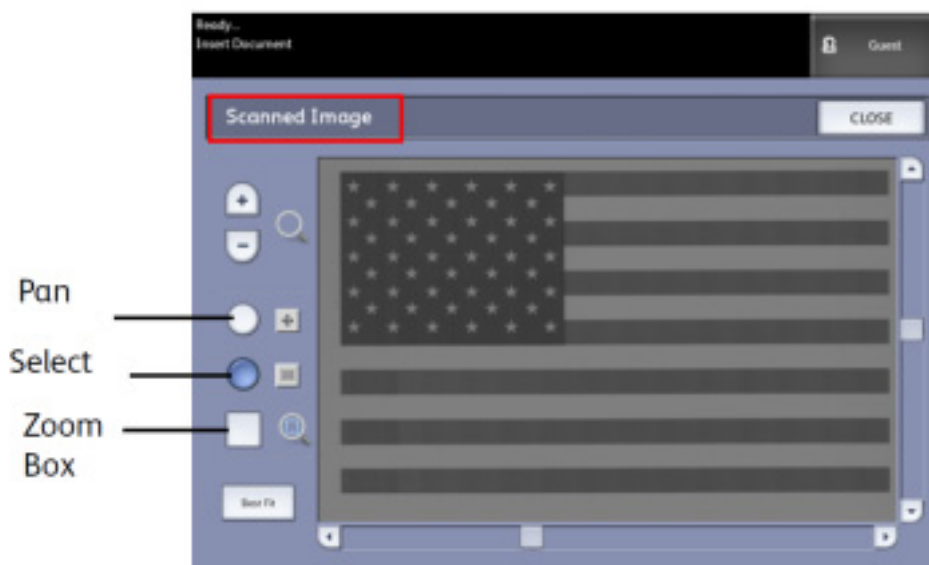 Ready...
Insert Document
Guest
Scanned Image
CLOSE
+
-
Pan
Select
Zoom
Box
Best Fit